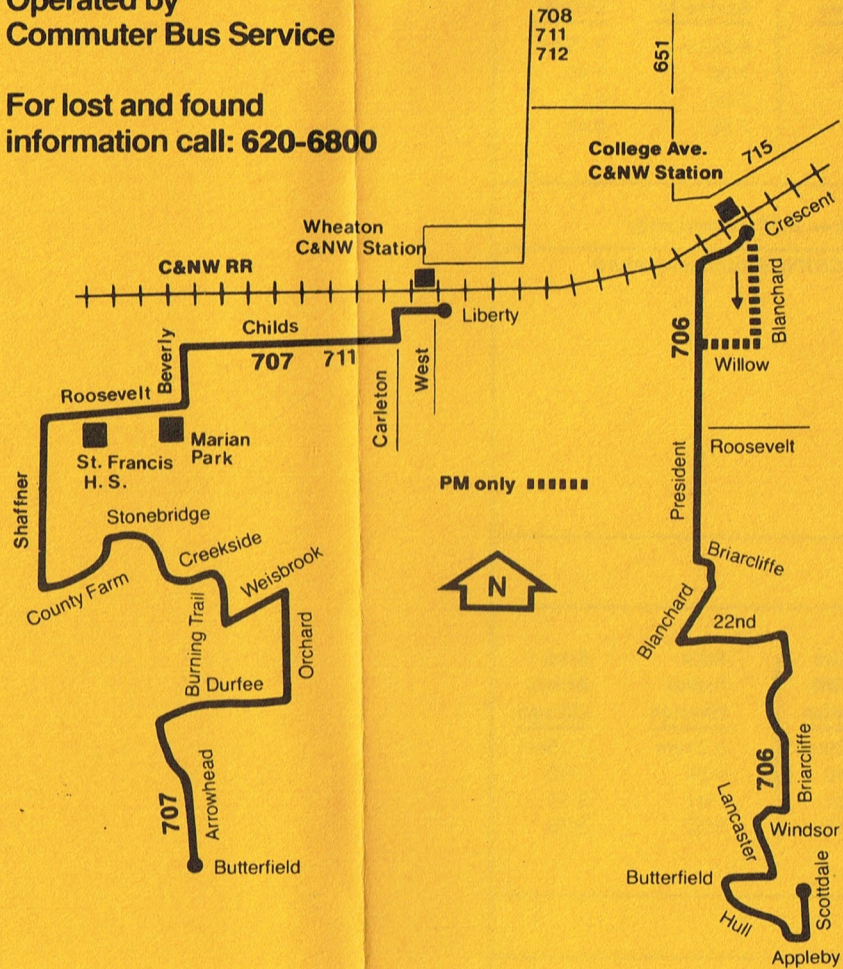 Operated by
Commuter Bus Service
For lost and found
information call: 620-6800
708
711
712
651
College Ave.
C&NW Station
715
Crescent
Wheaton
C&NW Station
C&NW RR
Liberty
Childs
707 711
Beverly
Roosevelt
Carleton
West
706
Blanchard
Willow
Roosevelt
Marian
Park
St. Francis
H. S.
Shaffner
PM only
President
Stonebridge
Creekside
Weisbrook
County Farm
Burning Trail
Orchard
Durfee
N
Briarcliffe
Blanchard
22nd
707
Arrowhead
Butterfield
706
Briarcliffe
Lancaster
Windsor
Butterfield
Scottdale
Hull
Appleby